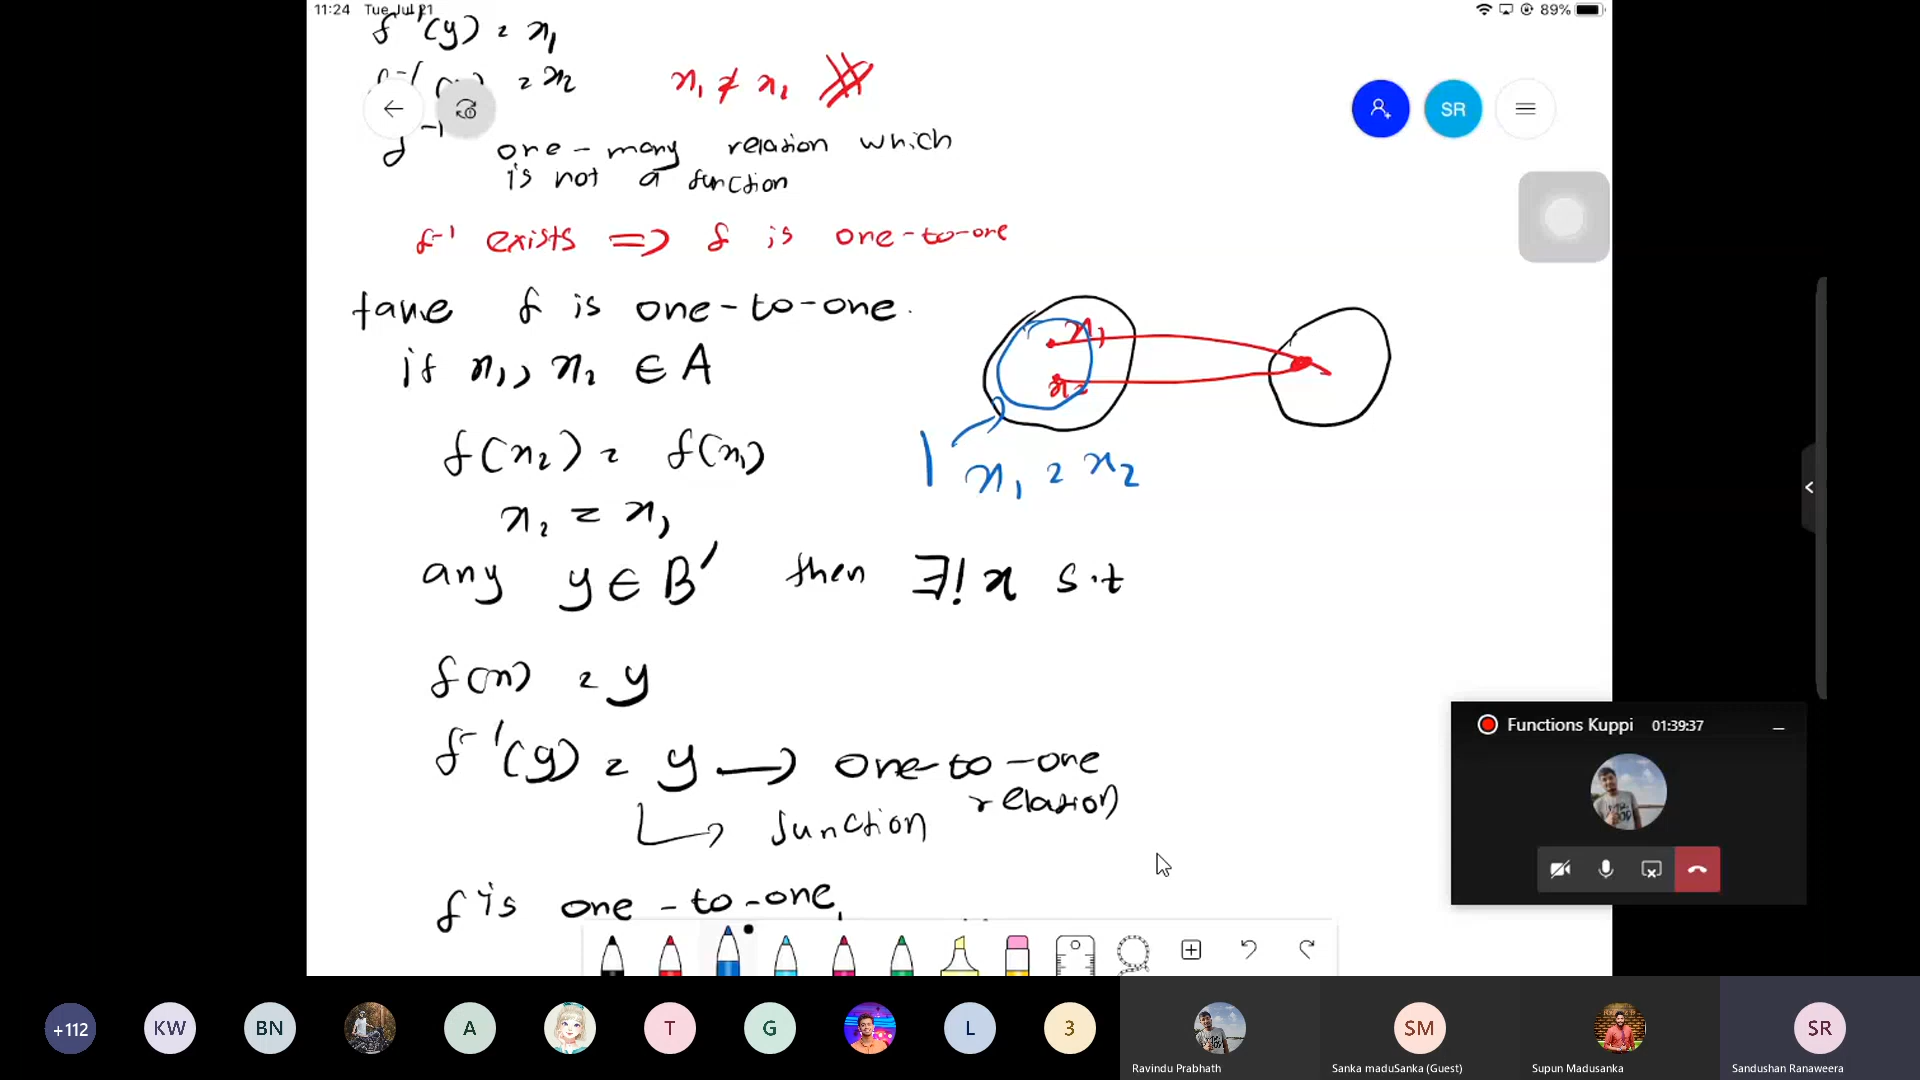 11:24 Tue Jul 21
89%
f⁻¹(y) = x₁
= x₂ x₁ ≠ x₂
f⁻¹ one-many relation which
is not a function
f⁻¹ exists => f is one-to-one
take f is one-to-one.
if x₁, x₂ ∈ A
x₁
x₂
f(x₂) = f(x₁)
x₁ = x₂
x₂ = x₁
any y ∈ B' then ∃! x s.t
f(x) = y
f⁻¹(y) = y → one-to-one
relation
function
f is one-to-one,
SR
Functions Kuppi 01:39:37
+112 KW BN A T G L 3 SM SR
Ravindu Prabhath Sanka maduSanka (Guest) Supun Madusanka Sandushan Ranaweera